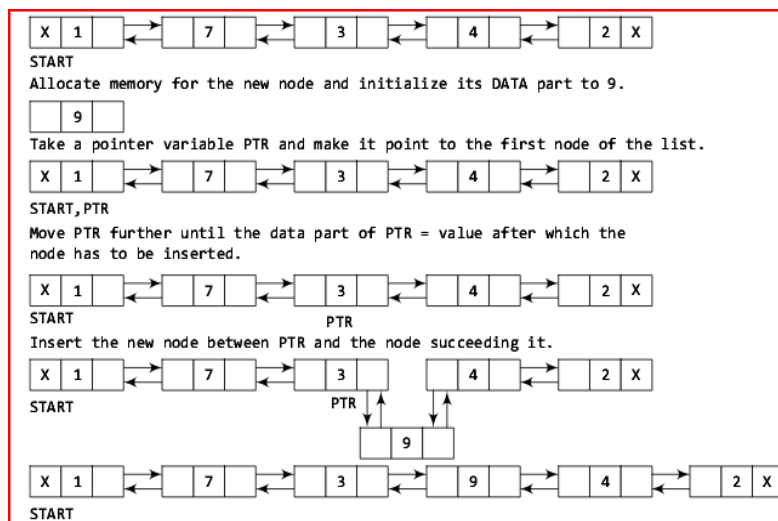 X 1 7 3 4 2 X
START
Allocate memory for the new node and initialize its DATA part to 9.
9
Take a pointer variable PTR and make it point to the first node of the list.
X 1 7 3 4 2 X
START,PTR
Move PTR further until the data part of PTR = value after which the
node has to be inserted.
X 1 7 3 4 2 X
START PTR
Insert the new node between PTR and the node succeeding it.
X 1 7 3 4 2 X
START PTR
9
X 1 7 3 9 4 2 X
START